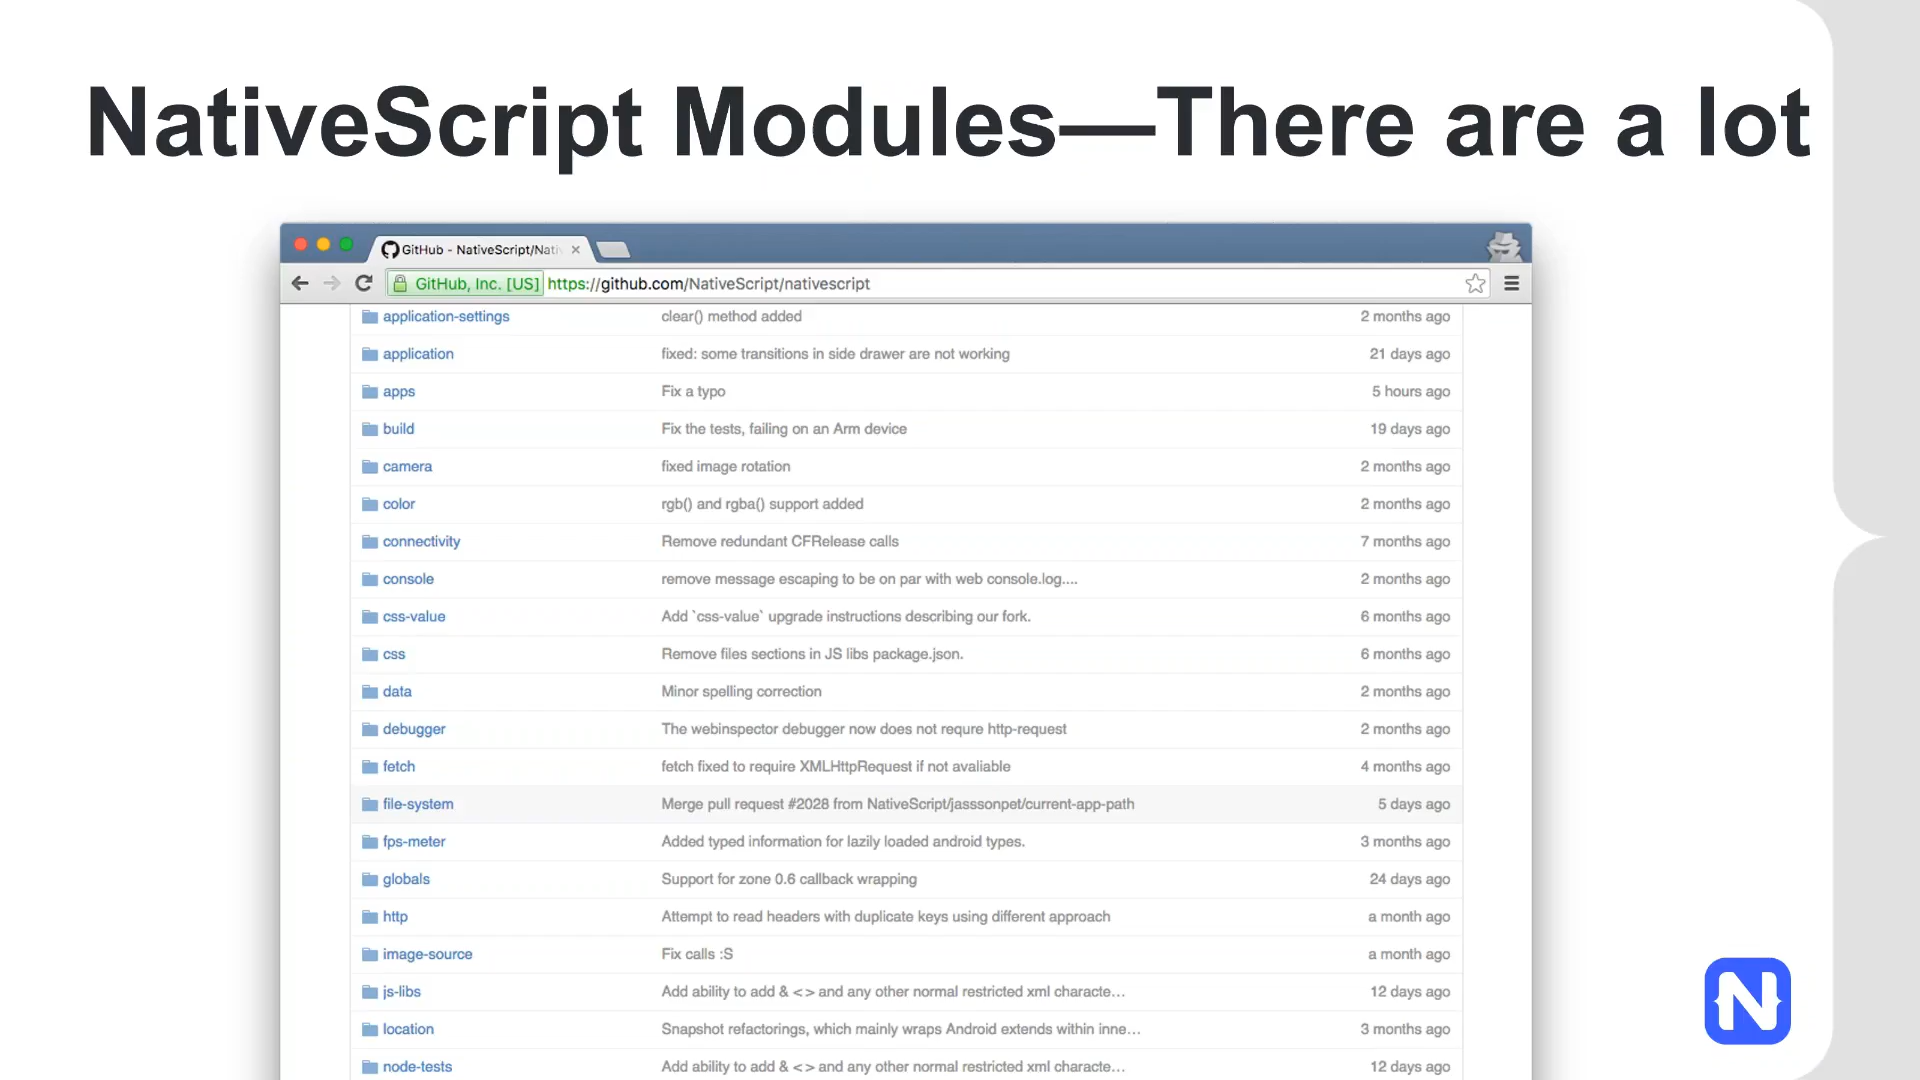 NativeScript Modules—There are a lot
GitHub - NativeScript/Nati
GitHub, Inc. [US] https://github.com/NativeScript/nativescript
application-settings clear() method added 2 months ago
application fixed: some transitions in side drawer are not working 21 days ago
apps Fix a typo 5 hours ago
build Fix the tests, failing on an Arm device 19 days ago
camera fixed image rotation 2 months ago
color rgb() and rgba() support added 2 months ago
connectivity Remove redundant CFRelease calls 7 months ago
console remove message escaping to be on par with web console.log.... 2 months ago
css-value Add `css-value` upgrade instructions describing our fork. 6 months ago
css Remove files sections in JS libs package.json. 6 months ago
data Minor spelling correction 2 months ago
debugger The webinspector debugger now does not requre http-request 2 months ago
fetch fetch fixed to require XMLHttpRequest if not avaliable 4 months ago
file-system Merge pull request #2028 from NativeScript/jasssonpet/current-app-path 5 days ago
fps-meter Added typed information for lazily loaded android types. 3 months ago
globals Support for zone 0.6 callback wrapping 24 days ago
http Attempt to read headers with duplicate keys using different approach a month ago
image-source Fix calls :S a month ago
js-libs Add ability to add & < > and any other normal restricted xml characte… 12 days ago
location Snapshot refactorings, which mainly wraps Android extends within inne… 3 months ago
node-tests Add ability to add & < > and any other normal restricted xml characte… 12 days ago
N